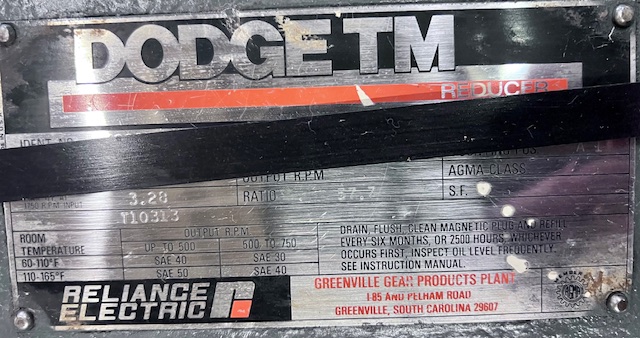 DODGE TM
REDUCER
AGMA CLASS
1750 R.P.M. INPUT 3.28 RATIO S.F.
T10313
ROOM TEMPERATURE
OUTPUT R.P.M.
UP TO 500 500 TO 750
60-110°F SAE 40 SAE 30
110-165°F SAE 50 SAE 40
DRAIN, FLUSH, CLEAN MAGNETIC PLUG AND REFILL
EVERY SIX MONTHS, OR 2500 HOURS, WHICHEVER
OCCURS FIRST, INSPECT OIL LEVEL FREQUENTLY.
SEE INSTRUCTION MANUAL.
RELIANCE
ELECTRIC
GREENVILLE GEAR PRODUCTS PLANT
I-85 AND PELHAM ROAD
GREENVILLE, SOUTH CAROLINA 29607